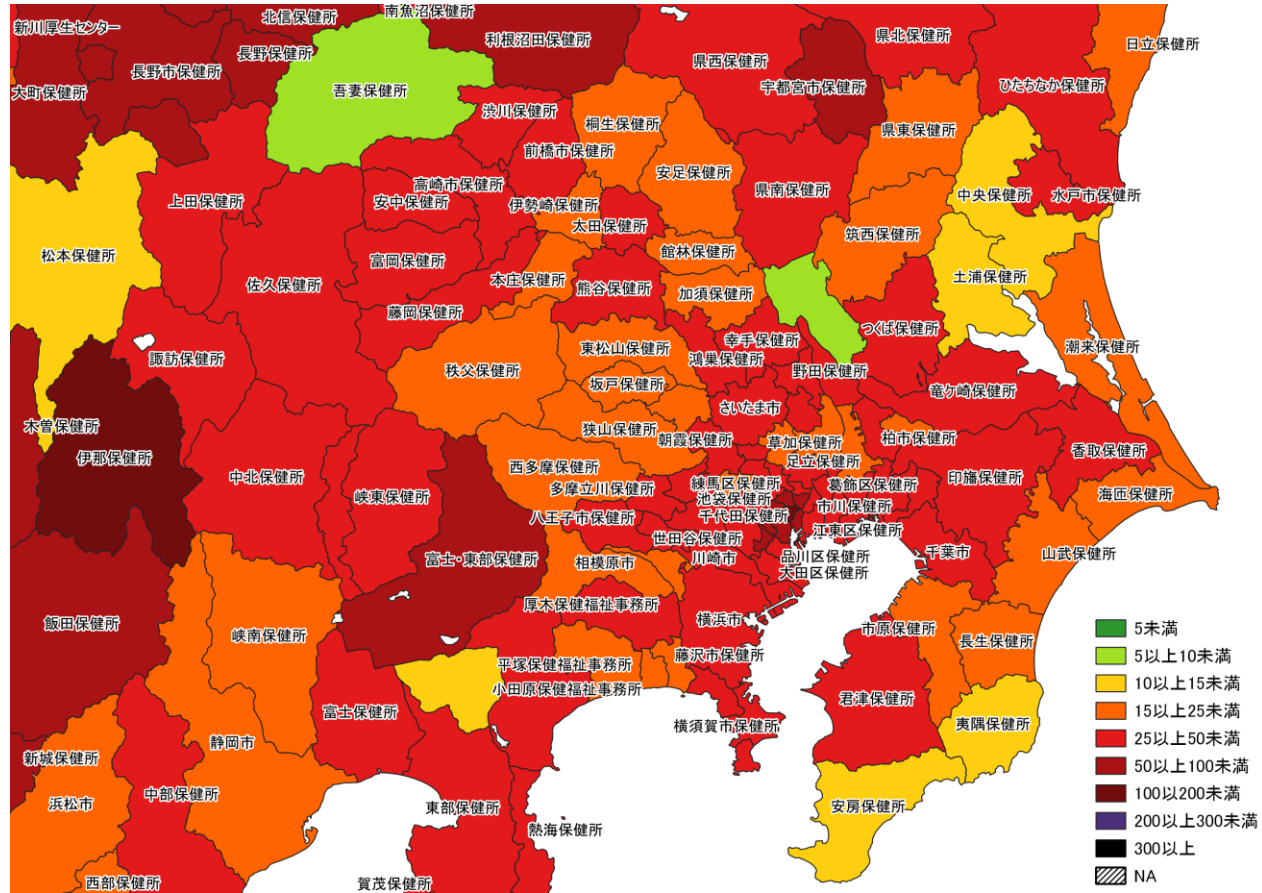 新川厚生センター
北信保健所
南魚沼保健所
利根沼田保健所
県北保健所
日立保健所
長野市保健所
長野保健所
県西保健所
宇都宮市保健所
ひたちなか保健所
大町保健所
吾妻保健所
渋川保健所
桐生保健所
県東保健所
前橋市保健所
安足保健所
高崎市保健所
県南保健所
中央保健所
水戸市保健所
上田保健所
安中保健所
伊勢崎保健所
太田保健所
筑西保健所
松本保健所
富岡保健所
館林保健所
佐久保健所
本庄保健所
熊谷保健所
加須保健所
土浦保健所
藤岡保健所
つくば保健所
諏訪保健所
東松山保健所
幸手保健所
鴻巣保健所
潮来保健所
秩父保健所
坂戸保健所
野田保健所
竜ケ崎保健所
さいたま市
木曽保健所
狭山保健所
朝霞保健所
草加保健所
柏市保健所
香取保健所
伊那保健所
足立保健所
中北保健所
峡東保健所
西多摩保健所
練馬区保健所
葛飾区保健所
印旛保健所
多摩立川保健所
池袋保健所
海匝保健所
八王子市保健所
千代田保健所
市川保健所
世田谷保健所
江東区保健所
富士・東部保健所
相模原市
川崎市
品川区保健所
千葉市
山武保健所
大田区保健所
厚木保健福祉事務所
横浜市
飯田保健所
峡南保健所
市原保健所
長生保健所
平塚保健福祉事務所
藤沢市保健所
小田原保健福祉事務所
君津保健所
富士保健所
横須賀市保健所
夷隅保健所
静岡市
新城保健所
浜松市
中部保健所
東部保健所
安房保健所
熱海保健所
西部保健所
賀茂保健所
5未満
5以上10未満
10以上15未満
15以上25未満
25以上50未満
50以上100未満
100以200未満
200以上300未満
300以上
NA